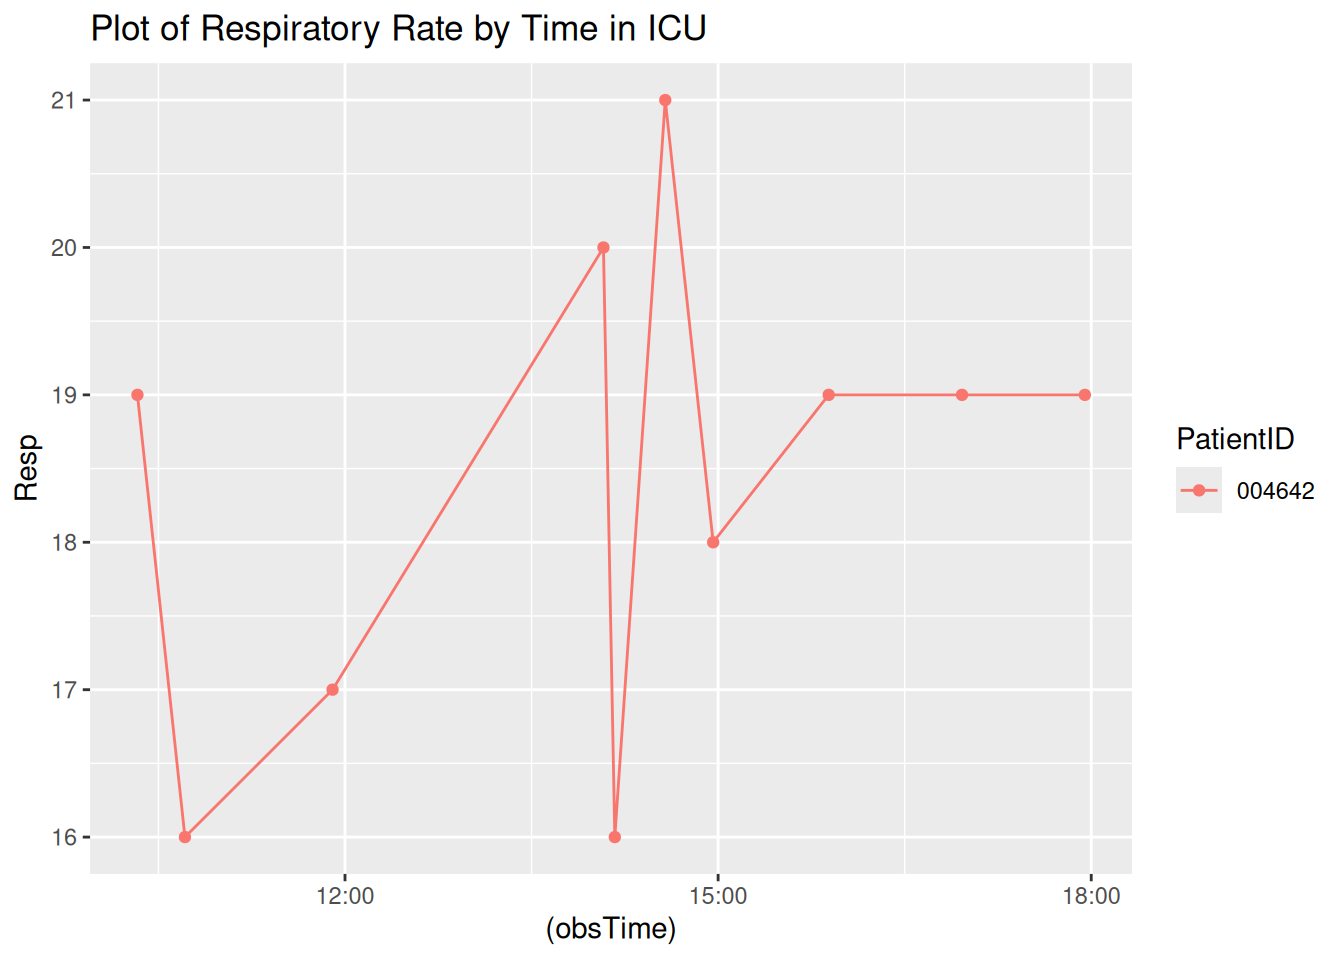 Plot of Respiratory Rate by Time in ICU
21
20
19
18
17
16
Resp
12:00 15:00 18:00
(obsTime)
PatientID
004642